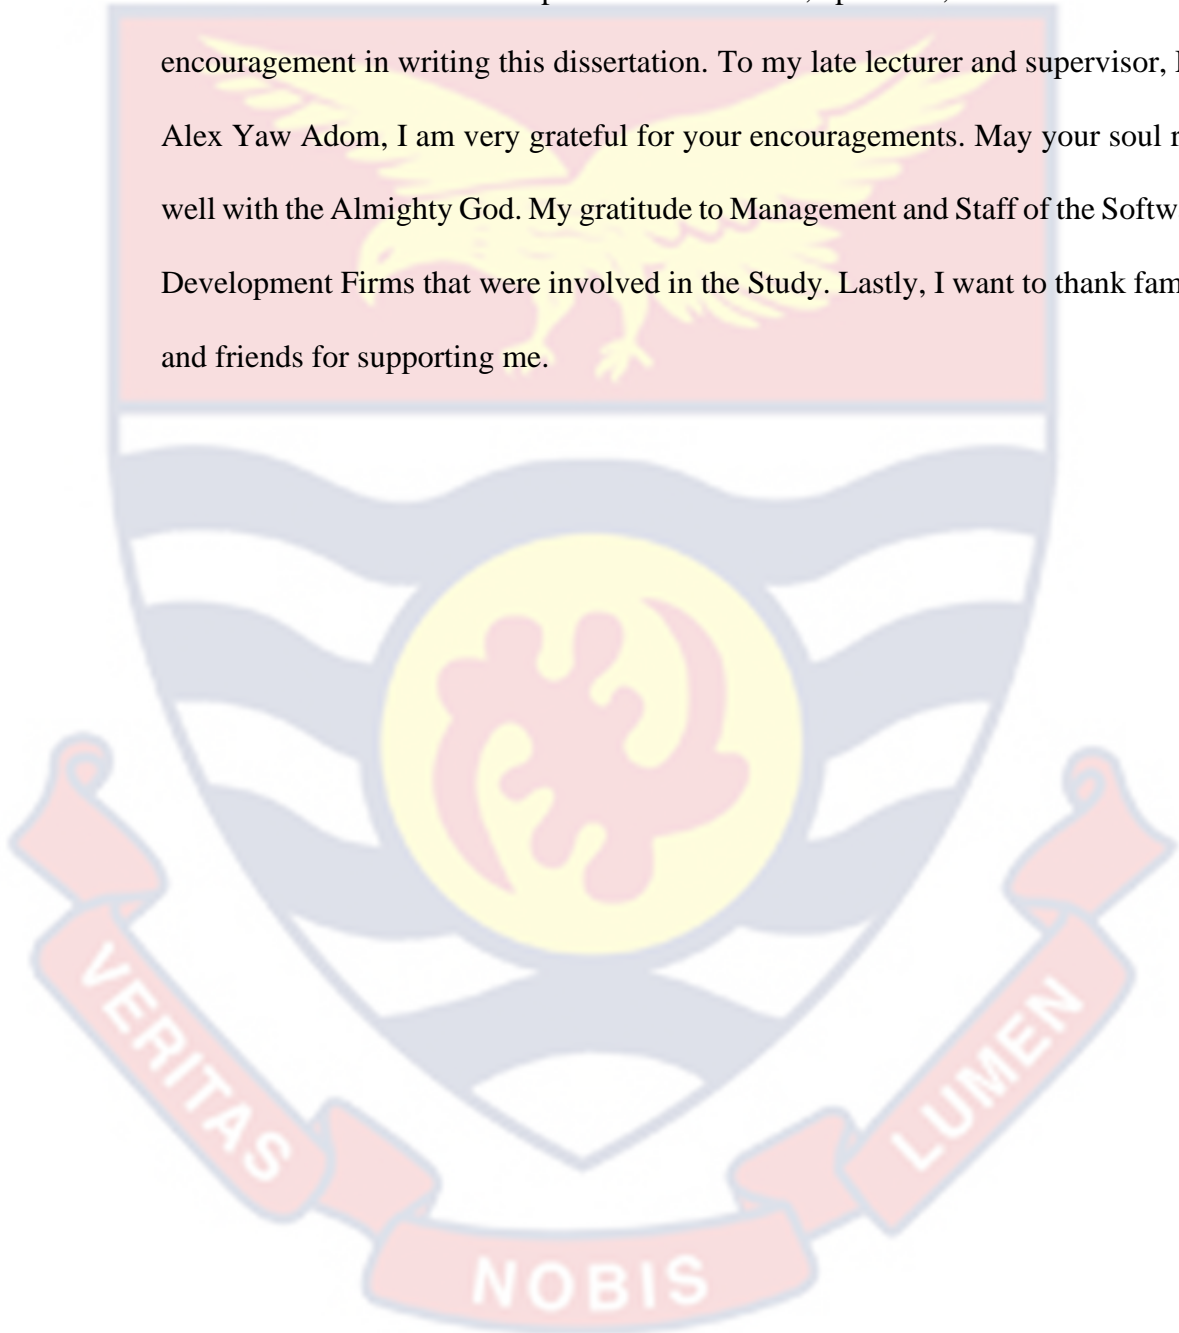 encouragement in writing this dissertation. To my late lecturer and supervisor,
Alex Yaw Adom, I am very grateful for your encouragements. May your soul
well with the Almighty God. My gratitude to Management and Staff of the
Development Firms that were involved in the Study. Lastly, I want to thank
and friends for supporting me.
VERITAS
NOBIS
LUMEN